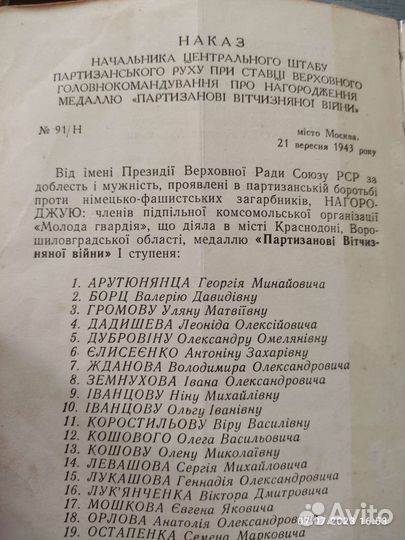 НАКАЗ
НАЧАЛЬНИКА ЦЕНТРАЛЬНОГО ШТАБУ
ПАРТИЗАНСЬКОГО РУХУ ПРИ СТАВЦІ ВЕРХОВНОГО
ГОЛОВНОКОМАНДУВАННЯ ПРО НАГОРОДЖЕННЯ
МЕДАЛЛЮ «ПАРТИЗАНОВІ ВІТЧИЗНЯНОЇ ВІЙНИ»
№ 91/Н
місто Москва.
21 вересня 1943 року
Від імені Президії Верховної Ради Союзу РСР за
доблесть і мужність, проявлені в партизанській боротьбі
проти німецько-фашистських загарбників, НАГОРО-
ДЖУЮ: членів підпільної комсомольської організації
«Молода гвардія», що діяла в місті Краснодоні, Воро-
шиловградської області, медаллю «Партизанові Вітчиз-
няної війни» І ступеня:
1. АРУТЮНЯНЦА Георгія Минайовича
2. БОРЦ Валерію Давидівну
3. ГРОМОВУ Уляну Матвіївну
4. ДАДИШЕВА Леоніда Олексійовича
5. ДУБРОВІНУ Олександру Омелянівну
6. ЄЛИСЕЄНКО Антоніну Захарівну
7. ЖДАНОВА Володимира Олександровича
8. ЗЕМНУХОВА Івана Олександровича
9. ІВАНЦОВУ Ніну Михайлівну
10. ІВАНЦОВУ Ольгу Іванівну
11. КОРОСТИЛЬОВУ Віру Василівну
12. КОШОВОГО Олега Васильовича
13. КОШОВУ Олену Миколаївну
14. ЛЕВАШОВА Сергія Михайловича
15. ЛУКАШОВА Геннадія Олександровича
16. ЛУК'ЯНЧЕНКА Віктора Дмитровича
17. МОШКОВА Євгена Яковича
18. ОРЛОВА Анатолія Олександровича
19. ОСТАПЕНКА Семена Марковича
Avito